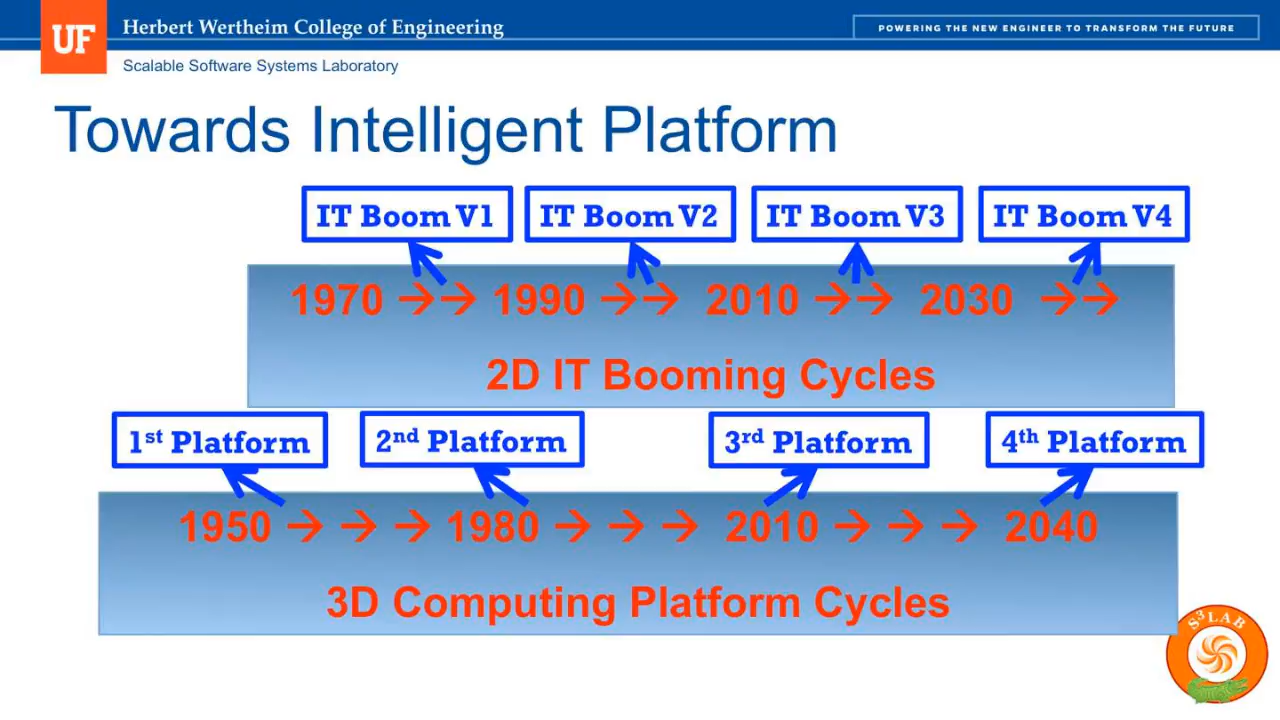 UF
Herbert Wertheim College of Engineering
POWERING THE NEW ENGINEER TO TRANSFORM THE FUTURE
Scalable Software Systems Laboratory
Towards Intelligent Platform
IT Boom V1 IT Boom V2 IT Boom V3 IT Boom V4
1970 →→ 1990 →→ 2010 →→ 2030 →→
2D IT Booming Cycles
1st Platform 2nd Platform 3rd Platform 4th Platform
1950 → → → 1980 → → → 2010 → → → 2040
3D Computing Platform Cycles
S3LAB